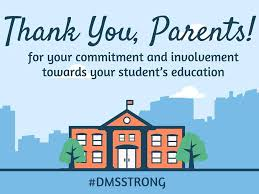 Thank You, Parents!
for your commitment and involvement
towards your student's education
#DMSSTRONG